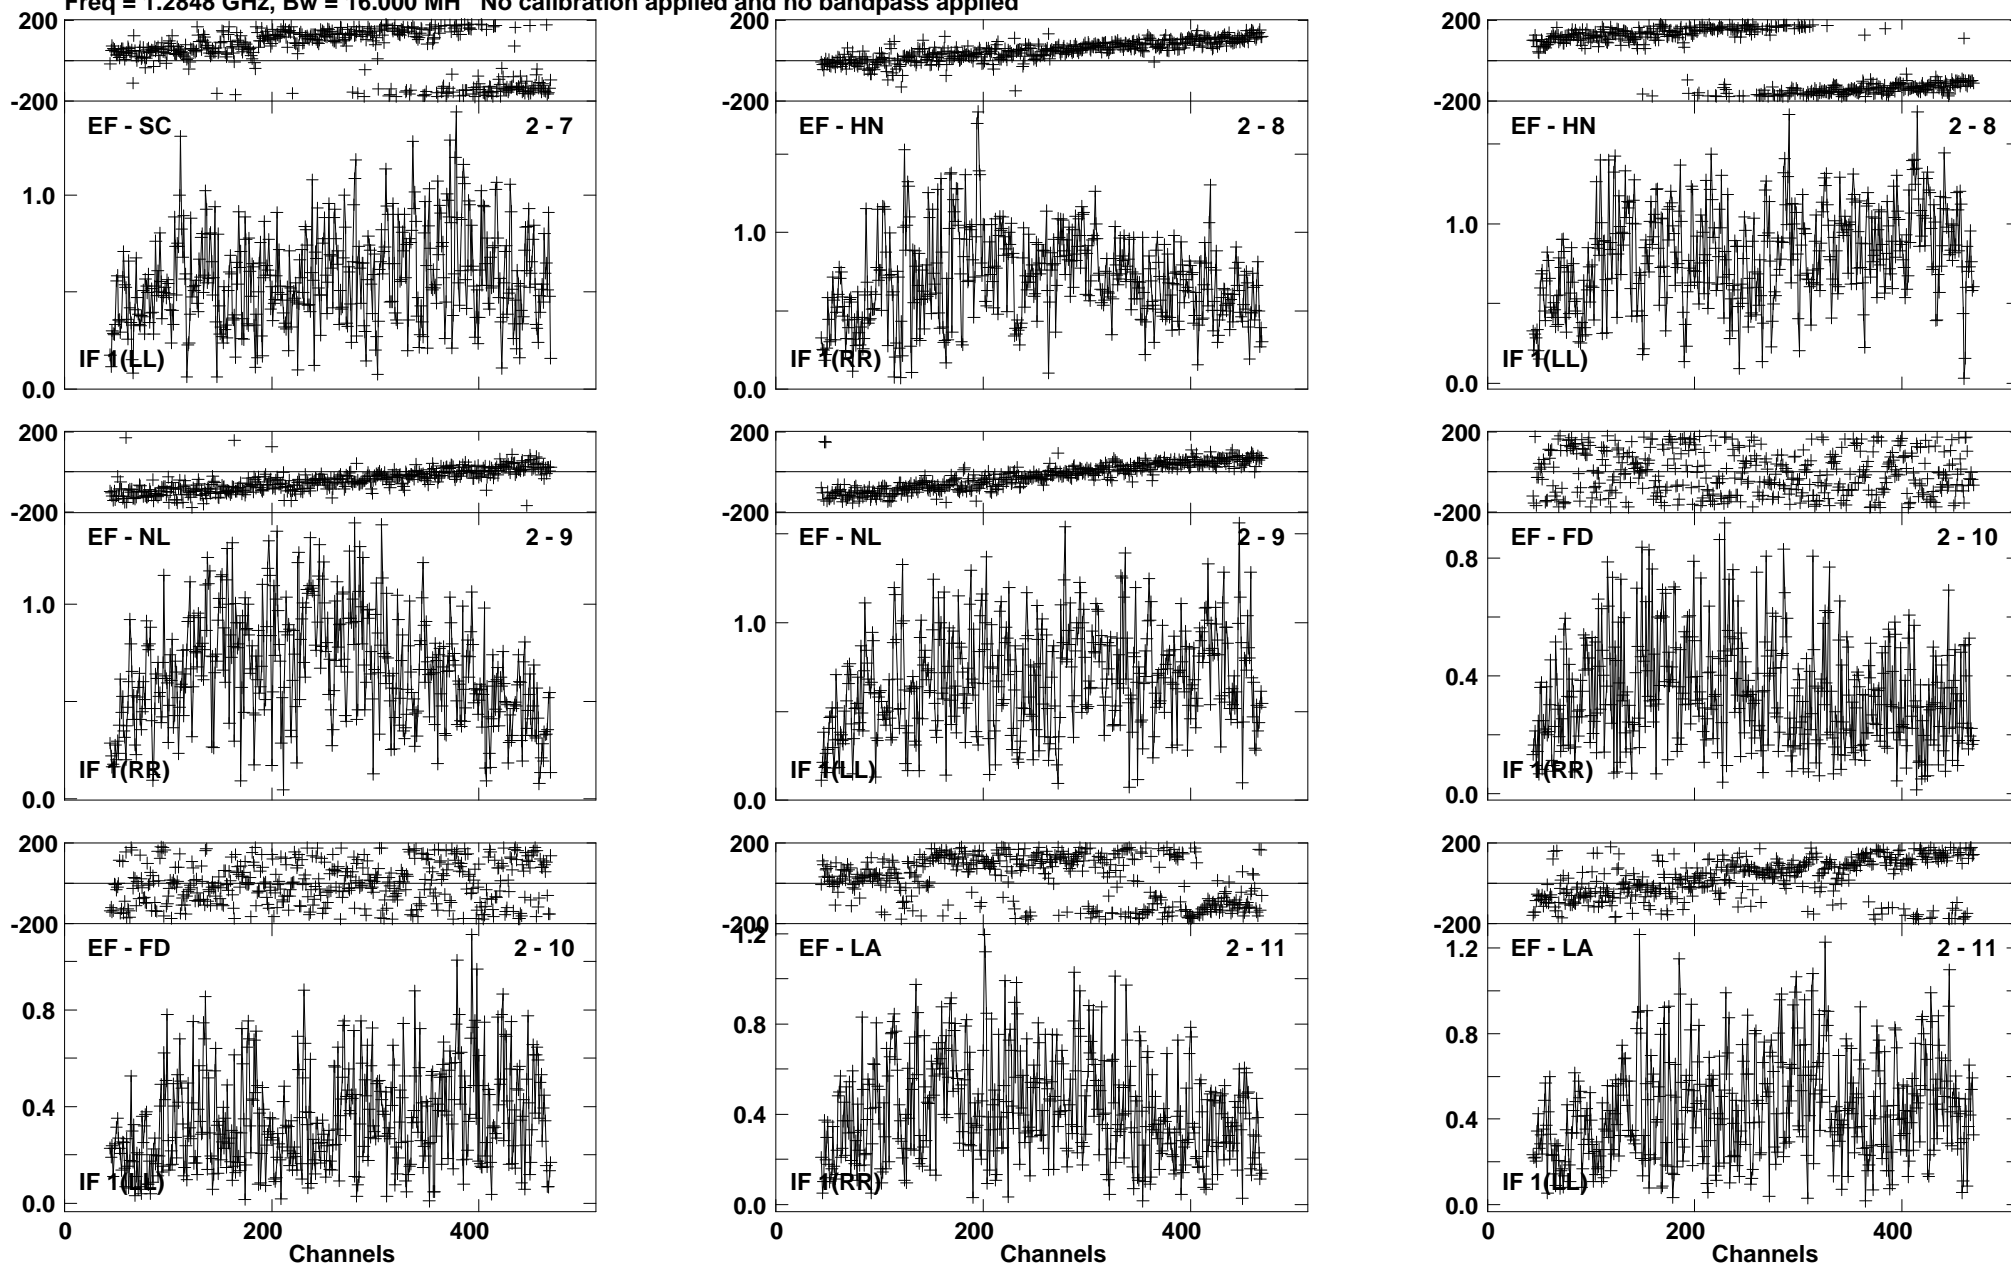 Freq = 1.2848 GHz, Bw = 16.000 MH No calibration applied and no bandpass applied
200 200 200
-200 -200 -200
EF - SC 2 - 7 EF - HN 2 - 8 EF - HN 2 - 8
1.0 1.0 1.0
IF 1(LL) IF 1(RR) IF 1(LL)
0.0 0.0 0.0
200 200 200
-200 -200 -200
EF - NL 2 - 9 EF - NL 2 - 9 EF - FD 2 - 10
0.8
1.0 1.0
0.4
IF 1(RR) IF 1(LL) IF 1(RR)
0.0 0.0 0.0
200 200 200
-200 -200 -200
1.2
EF - FD 2 - 10 EF - LA 2 - 11 EF - LA 2 - 11
1.2
0.8 0.8 0.8
0.4 0.4 0.4
IF 1(LL) IF 1(RR) IF 1(LL)
0.0 0.0 0.0
0 200 400 0 200 400 0 200 400
Channels Channels Channels